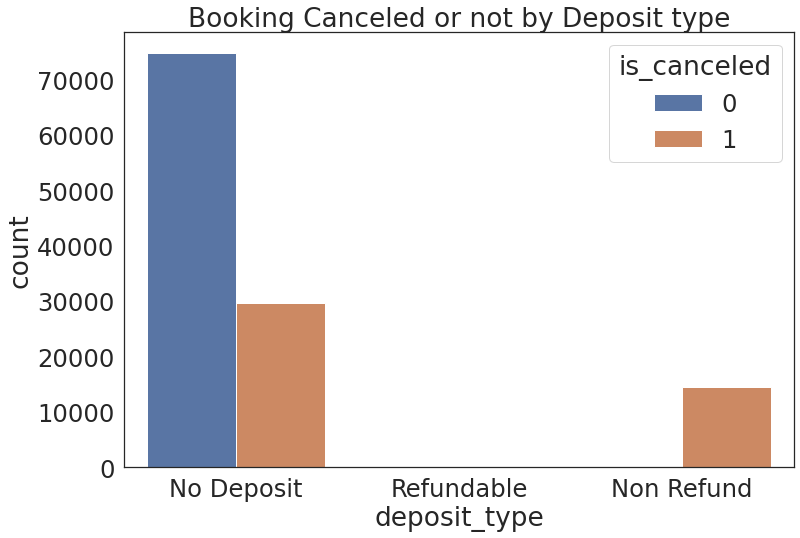 Booking Canceled or not by Deposit type
is_canceled
0
1
70000
60000
50000
40000
30000
20000
10000
0
count
No Deposit Refundable Non Refund
deposit_type